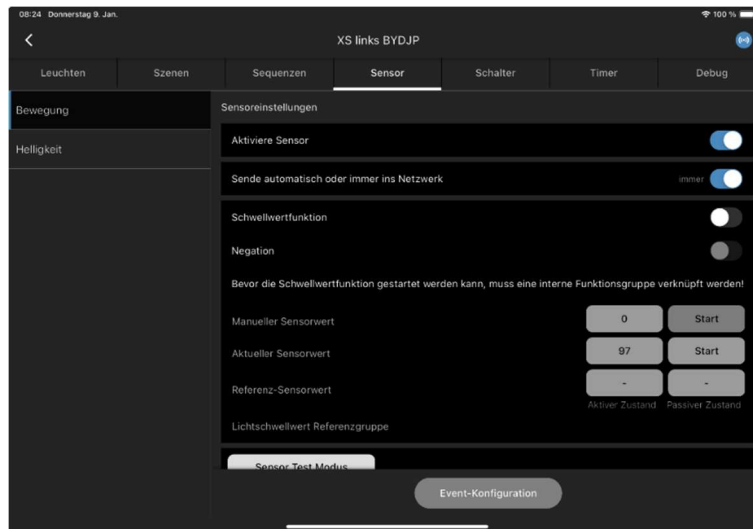 08:24 Donnerstag 9. Jan.
100 %
XS links BYDJP
Leuchten Szenen Sequenzen Sensor Schalter Timer Debug
Bewegung
Helligkeit
Sensoreinstellungen
Aktiviere Sensor
Sende automatisch oder immer ins Netzwerk immer
Schwellwertfunktion
Negation
Bevor die Schwellwertfunktion gestartet werden kann, muss eine interne Funktionsgruppe verknüpft werden!
Manueller Sensorwert 0 Start
Aktueller Sensorwert 97 Start
Referenz-Sensorwert - -
Aktiver Zustand Passiver Zustand
Lichtschwellwert Referenzgruppe
Sensor Test Modus
Event-Konfiguration